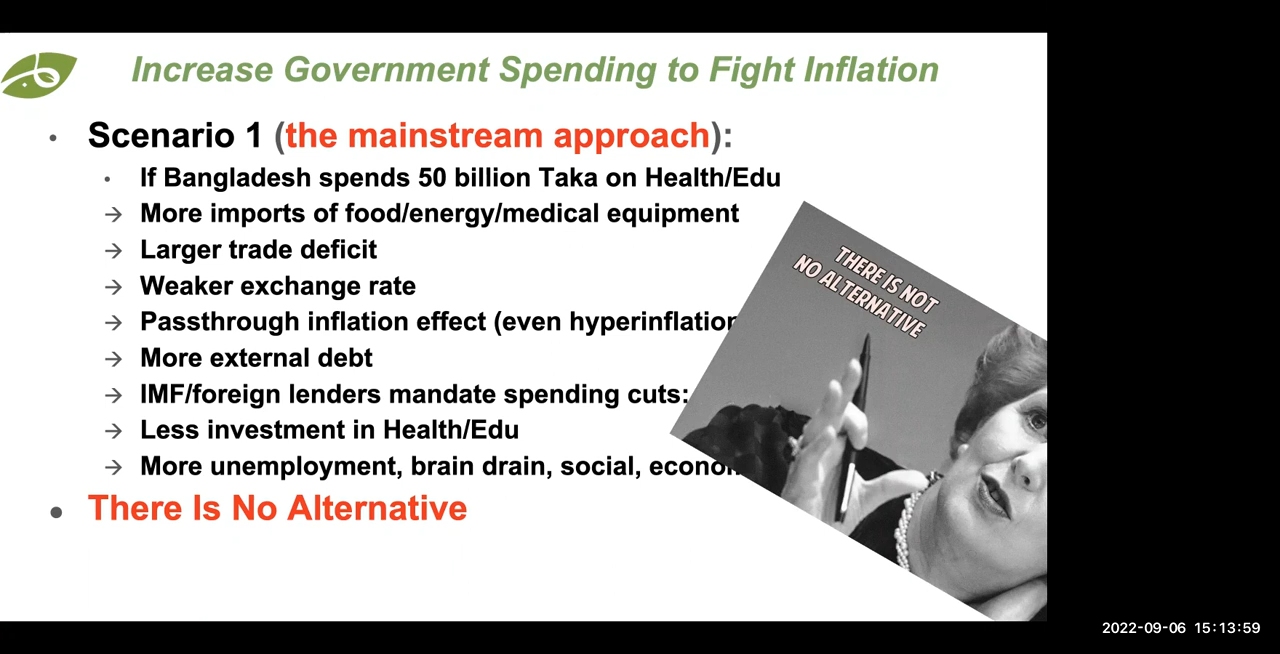 Increase Government Spending to Fight Inflation
• Scenario 1 (the mainstream approach):
• If Bangladesh spends 50 billion Taka on Health/Edu
→ More imports of food/energy/medical equipment
→ Larger trade deficit
→ Weaker exchange rate
→ Passthrough inflation effect (even hyperinflation
→ More external debt
→ IMF/foreign lenders mandate spending cuts:
→ Less investment in Health/Edu
→ More unemployment, brain drain, social,
• There Is No Alternative
THERE IS NOT
NO ALTERNATIVE
2022-09-06 15:13:59